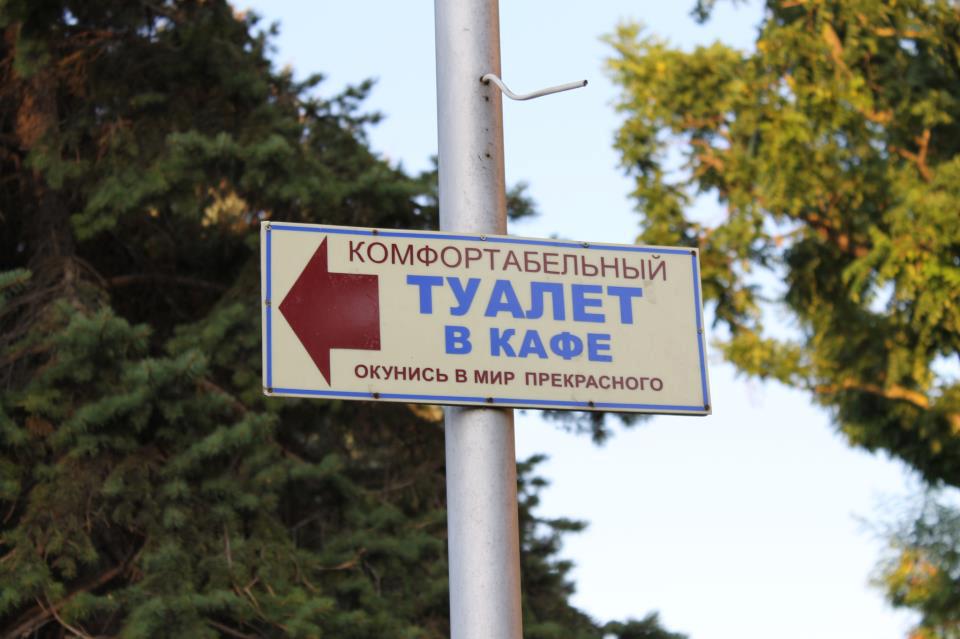 КОМФОРТАБЕЛЬНЫЙ
ТУАЛЕТ
В КАФЕ
ОКУНИСЬ В МИР ПРЕКРАСНОГО